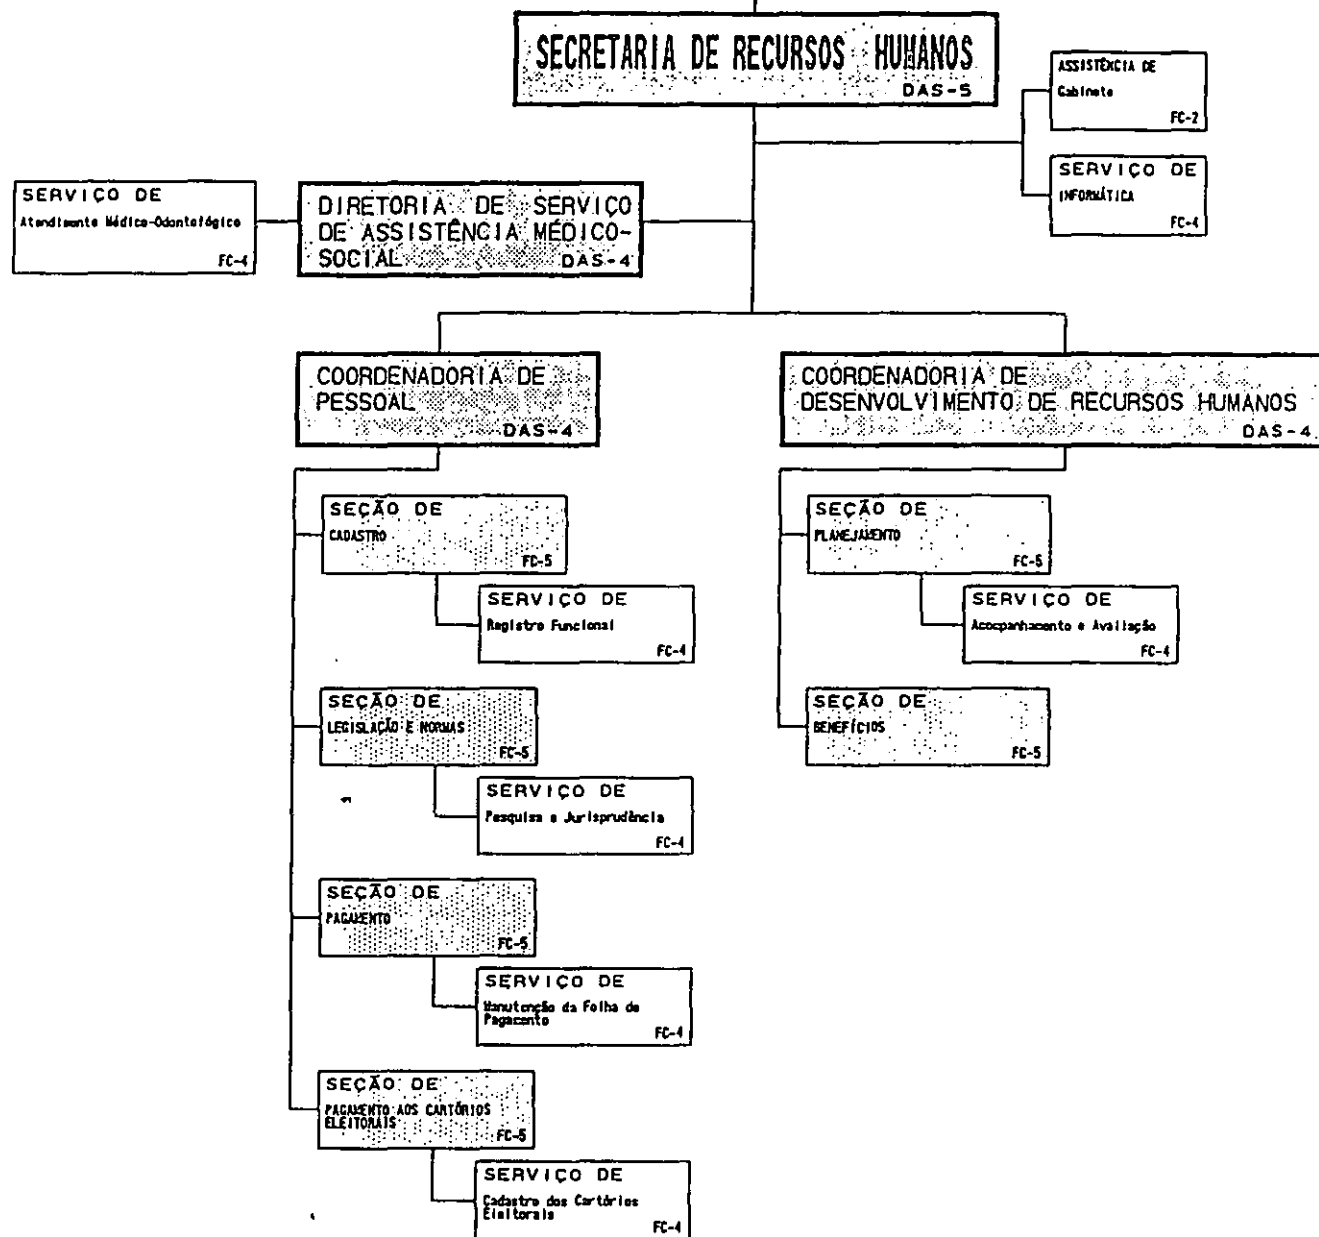 SECRETARIA DE RECURSOS HUMANOS
DAS-5
ASSISTÊNCIA DE
Gabinete
FC-2
SERVIÇO DE
INFORMÁTICA
FC-4
SERVIÇO DE
Atendimento Médico-Odontológico
FC-4
DIRETORIA DE SERVIÇO
DE ASSISTÊNCIA MÉDICO-
SOCIAL
DAS-4
COORDENADORIA DE
PESSOAL
DAS-4
COORDENADORIA DE
DESENVOLVIMENTO DE RECURSOS HUMANOS
DAS-4
SEÇÃO DE
CADASTRO
FC-5
SERVIÇO DE
Registro Funcional
FC-4
SEÇÃO DE
LEGISLAÇÃO E NORMAS
FC-5
SERVIÇO DE
Pesquisa e Jurisprudência
FC-4
SEÇÃO DE
PAGAMENTO
FC-5
SERVIÇO DE
Manutenção da Folha de
Pagamento
FC-4
SEÇÃO DE
PAGAMENTO AOS CARTÓRIOS
ELEITORAIS
FC-5
SERVIÇO DE
Cadastro dos Cartórios
Eleitorais
FC-4
SEÇÃO DE
PLANEJAMENTO
FC-5
SERVIÇO DE
Acompanhamento e Avaliação
FC-4
SEÇÃO DE
BENEFÍCIOS
FC-5